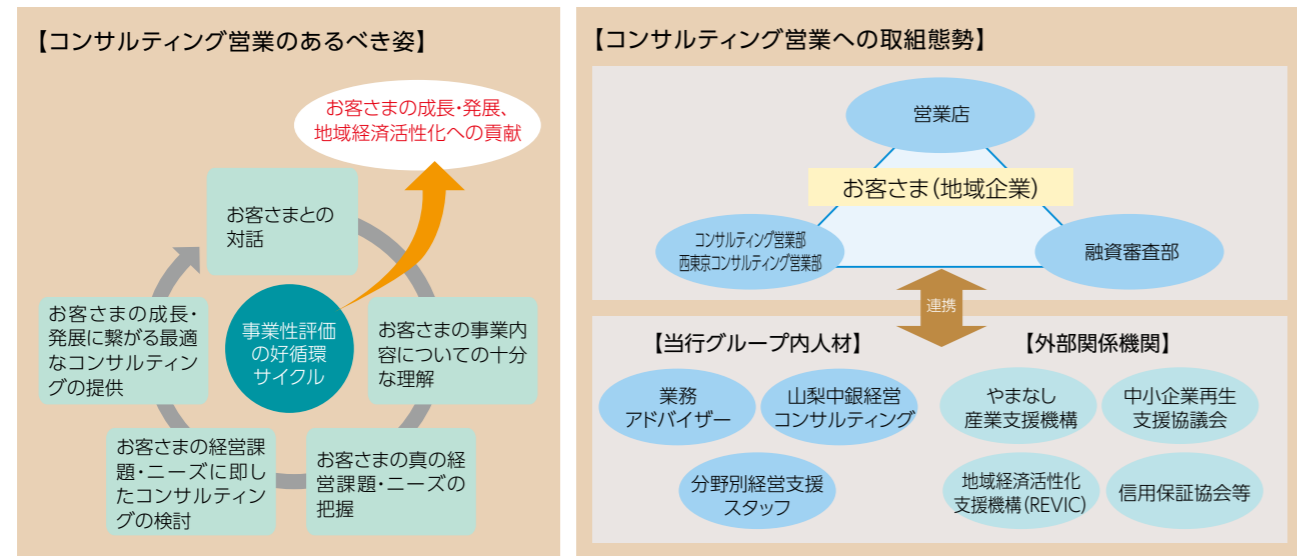 【コンサルティング営業のあるべき姿】
お客さまの成長・発展、
地域経済活性化への貢献
お客さまとの
対話
お客さまの事業内
容についての十分
な理解
お客さまの真の経
営課題・ニーズの
把握
お客さまの経営課
題・ニーズに即し
たコンサルティン
グの検討
お客さまの成長・
発展に繋がる最適
なコンサルティン
グの提供
事業性評価
の好循環
サイクル
【コンサルティング営業への取組態勢】
営業店
お客さま(地域企業)
コンサルティング営業部
西東京コンサルティング営業部
融資審査部
連携
【当行グループ内人材】
業務
アドバイザー
山梨中銀経営
コンサルティング
分野別経営支援
スタッフ
【外部関係機関】
やまなし
産業支援機構
中小企業再生
支援協議会
地域経済活性化
支援機構(REVIC)
信用保証協会等